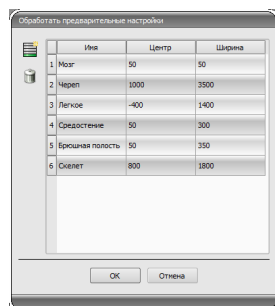 Обработать предварительные настройки
Имя Центр Ширина
1 Мозг 50 50
2 Череп 1000 3500
3 Легкое -400 1400
4 Средостение 50 300
5 Брюшная полость 50 350
6 Скелет 800 1800
OK Отмена